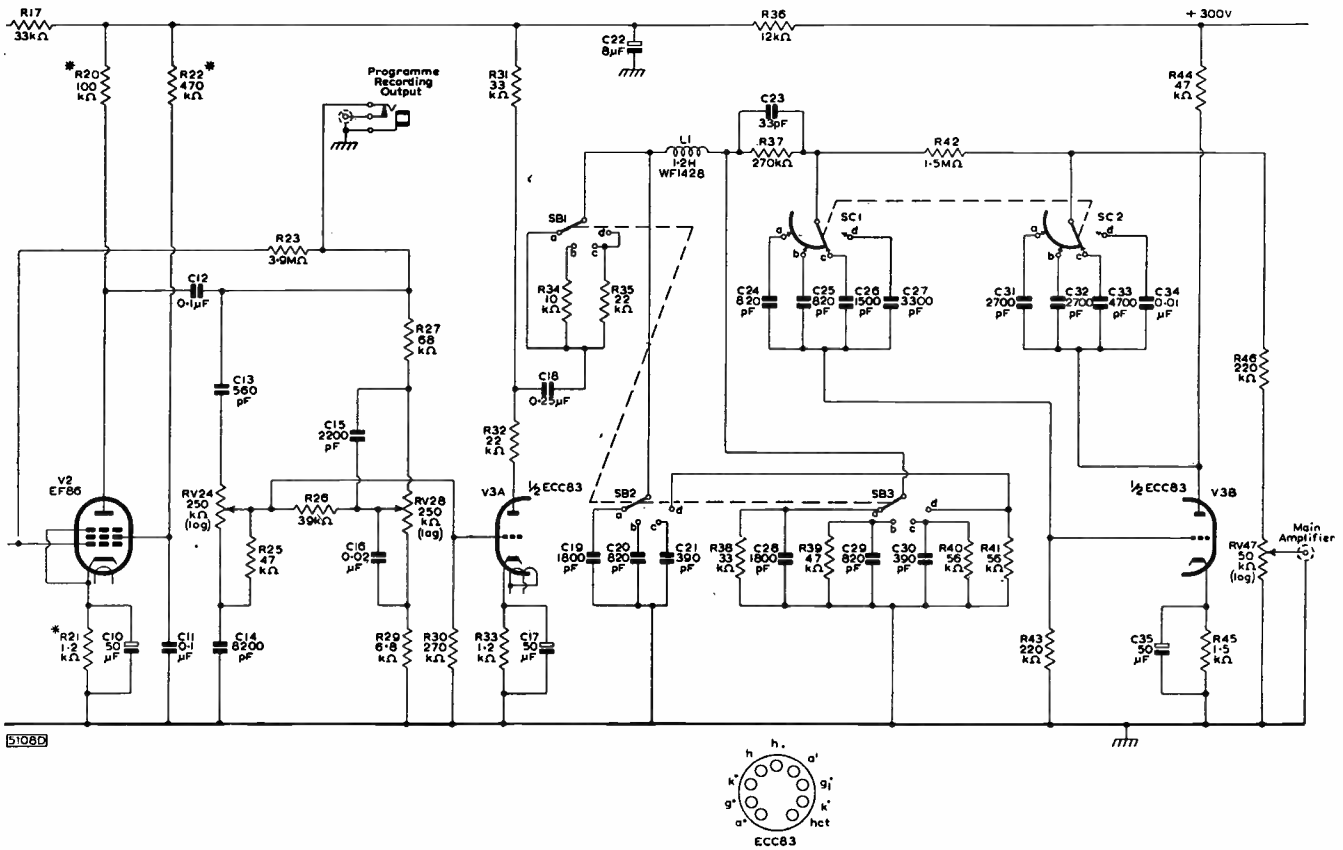 R17
33kΩ
R36
12kΩ
+ 300V
C22
8µF
* R20
100
kΩ
R22 *
470
kΩ
Programme
Recording
Output
R31
33
kΩ
R44
47
kΩ
C23
33pF
L1
1·2H
WF1428
R37
270kΩ
R42
1·5MΩ
SB1
a
b
c
d
SC1
a
b
c
d
SC2
a
b
c
d
R23
3·9MΩ
C12
0·1µF
R34
10
kΩ
R35
22
kΩ
C24
820
pF
C25
820
pF
C26
1500
pF
C27
3300
pF
C31
2700
pF
C32
2700
pF
C33
4700
pF
C34
0·01
µF
R27
68
kΩ
C13
560
pF
C18
0·25µF
R46
220
kΩ
C15
2200
pF
R32
22
kΩ
V2
EF86
RV24
250
kΩ
(log)
R26
39kΩ
RV28
250
kΩ
(log)
V3A
½ ECC83
SB2
a
b
c
d
SB3
a
b
c
d
½ ECC83
V3B
R25
47
kΩ
C16
0·02
µF
C19
1800
pF
C20
820
pF
C21
390
pF
R38
33
kΩ
C28
1800
pF
R39
47
kΩ
C29
820
pF
C30
390
pF
R40
56
kΩ
R41
56
kΩ
RV47
50
kΩ
(log)
Main
Amplifier
* R21
1·2
kΩ
C10
50
µF
C11
0·1
µF
C14
8200
pF
R29
6·8
kΩ
R30
270
kΩ
R33
1·2
kΩ
C17
50
µF
R43
220
kΩ
C35
50
µF
R45
1·5
kΩ
5108D
h
h
a'
k"
g'
g"
k'
a"
hct
ECC83